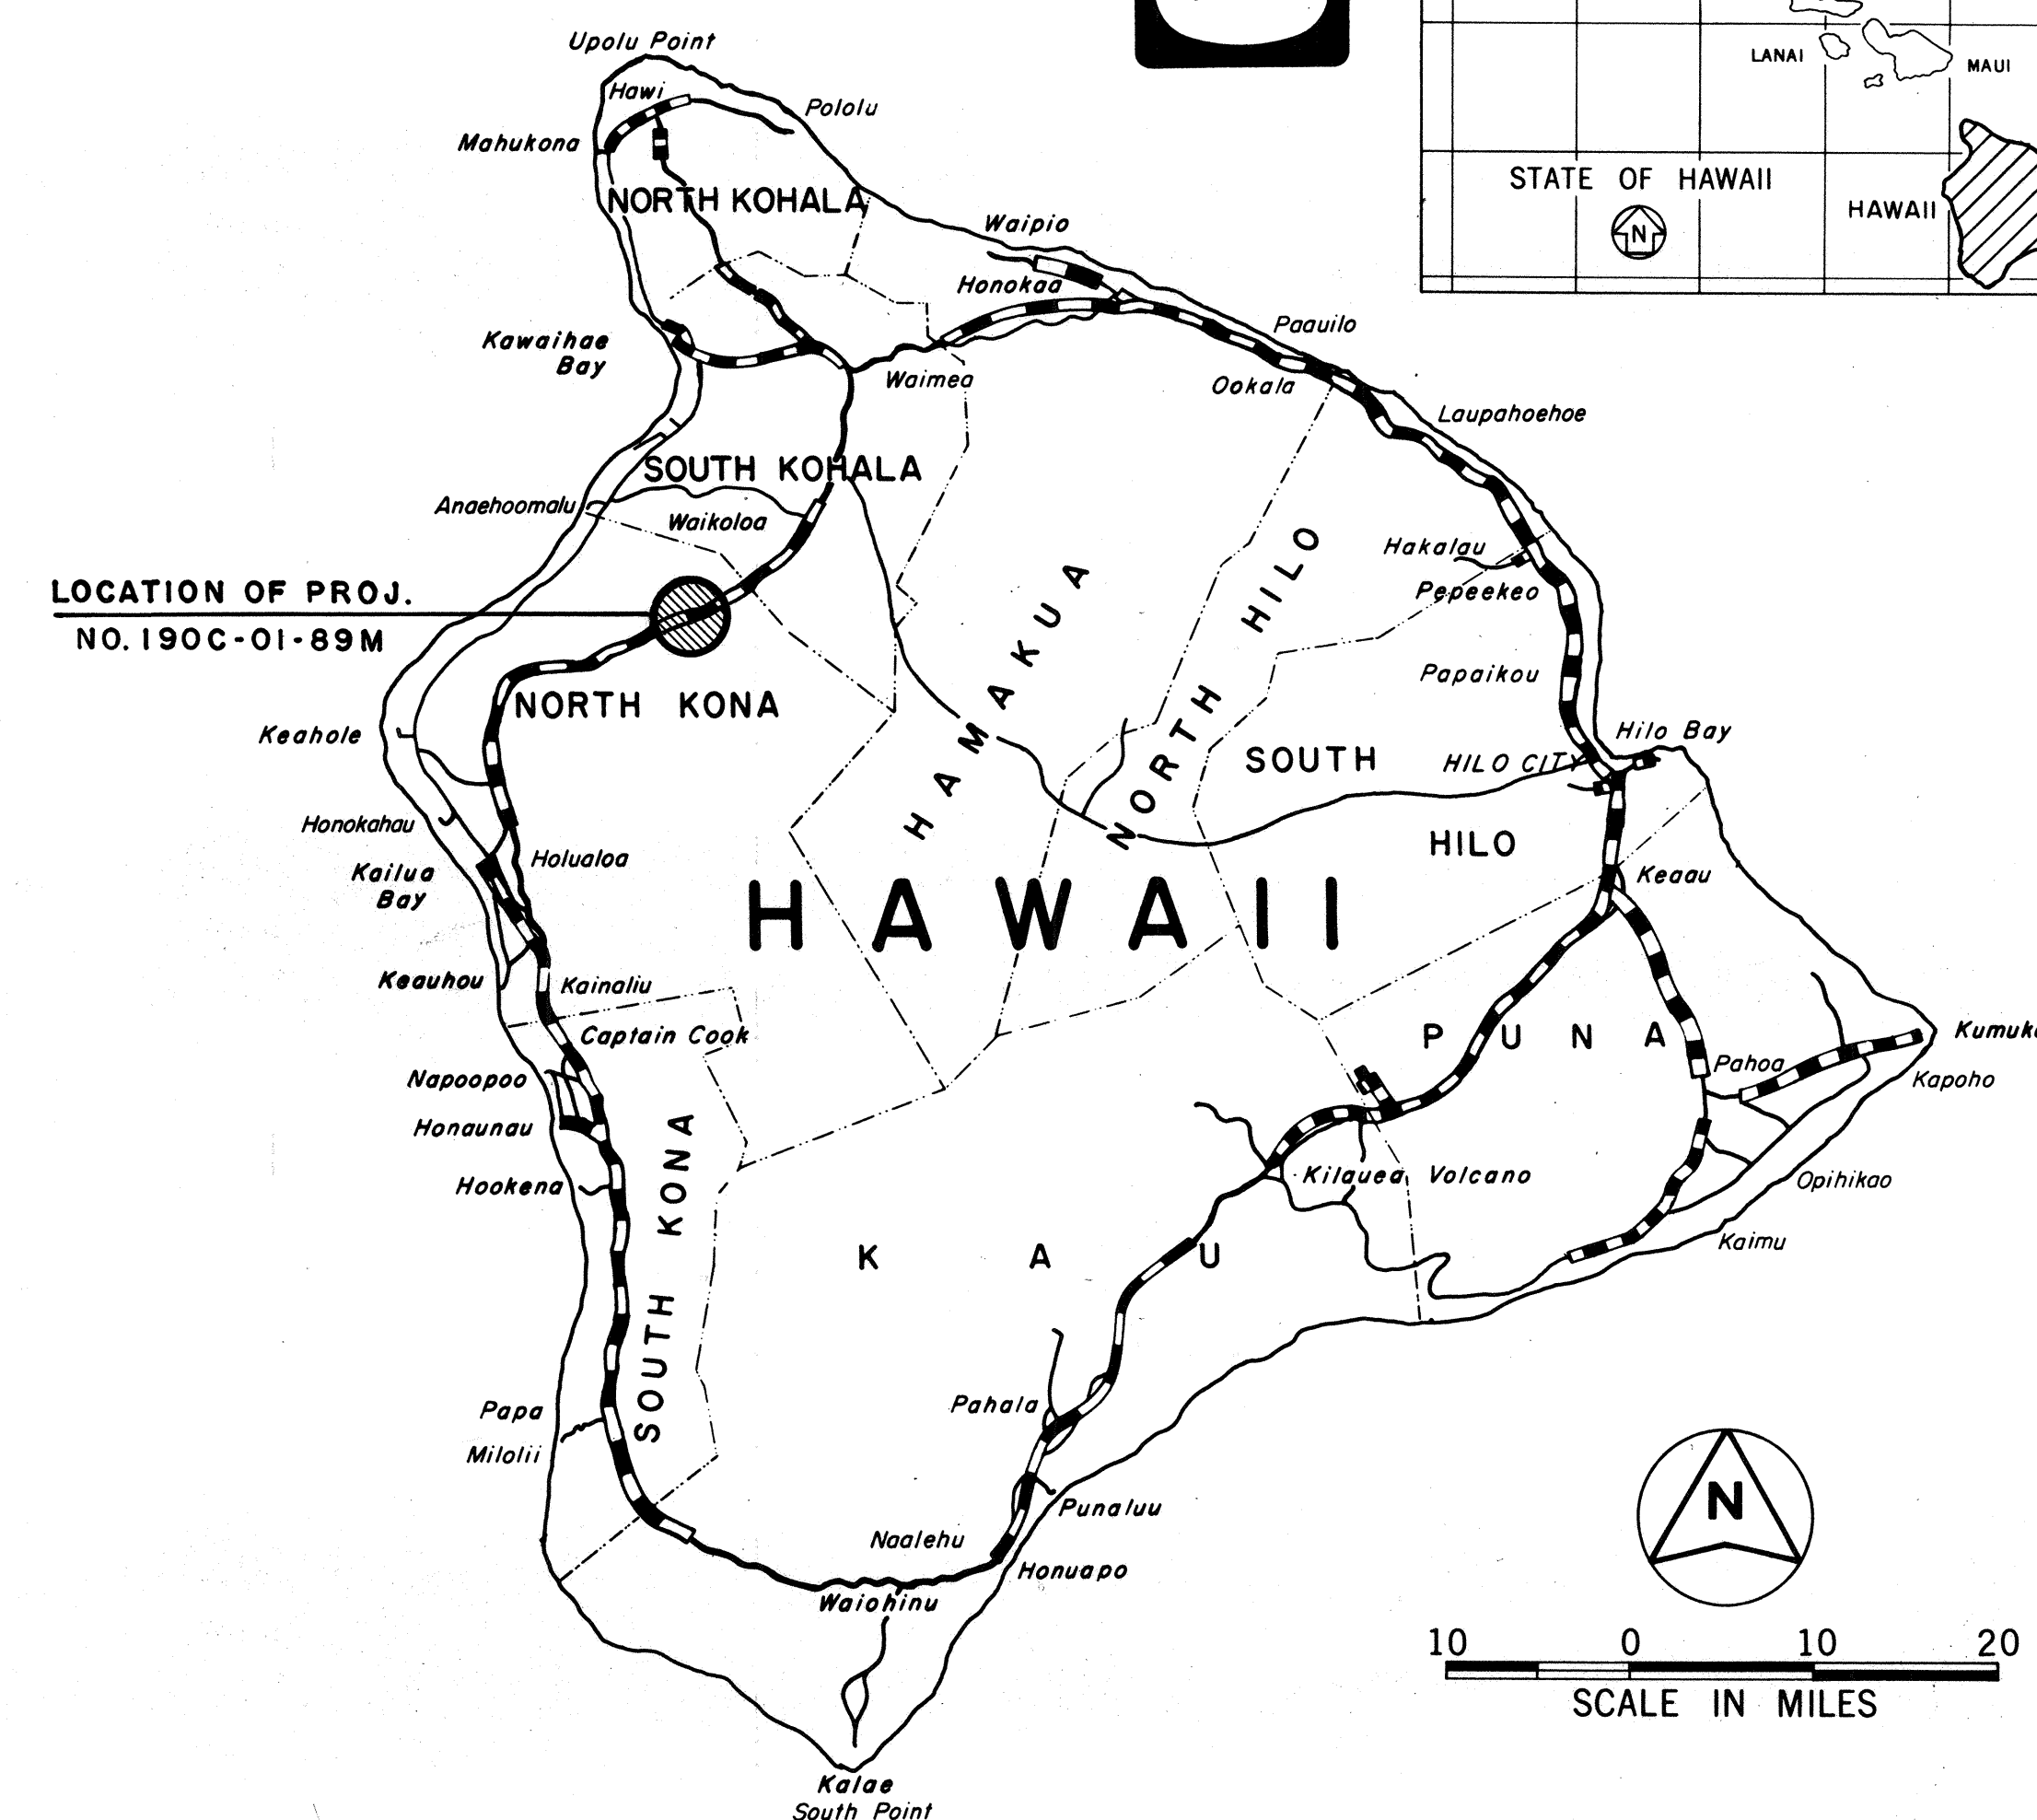 Upolu Point
Hawi
Pololu
Mahukona
NORTH KOHALA
Waipio
Honokaa
Kawaihae
Bay
Waimea
Paauilo
Ookala
Laupahoehoe
SOUTH KOHALA
Anaehoomalu
Waikoloa
Hakalau
Pepeekeo
LOCATION OF PROJ.
NO. 190C-01-89M
HAMAKUA
NORTH HILO
Papaikou
NORTH KONA
Keahole
SOUTH
HILO
HILO CITY
Hilo Bay
Honokahau
Holualoa
Kailua
Bay
Keaau
HAWAII
Keauhou
Kainaliu
Captain Cook
PUNA
Pahoa
Kapoho
Napoopoo
Honaunau
Hookena
SOUTH KONA
Kilauea Volcano
Opihikao
Kaimu
KAU
Papa
Milolii
Pahala
Punaluu
Naalehu
Honuapo
Waiohinu
Kalae
South Point
LANAI
MAUI
STATE OF HAWAII
N
HAWAII
N
10 0 10 20
SCALE IN MILES